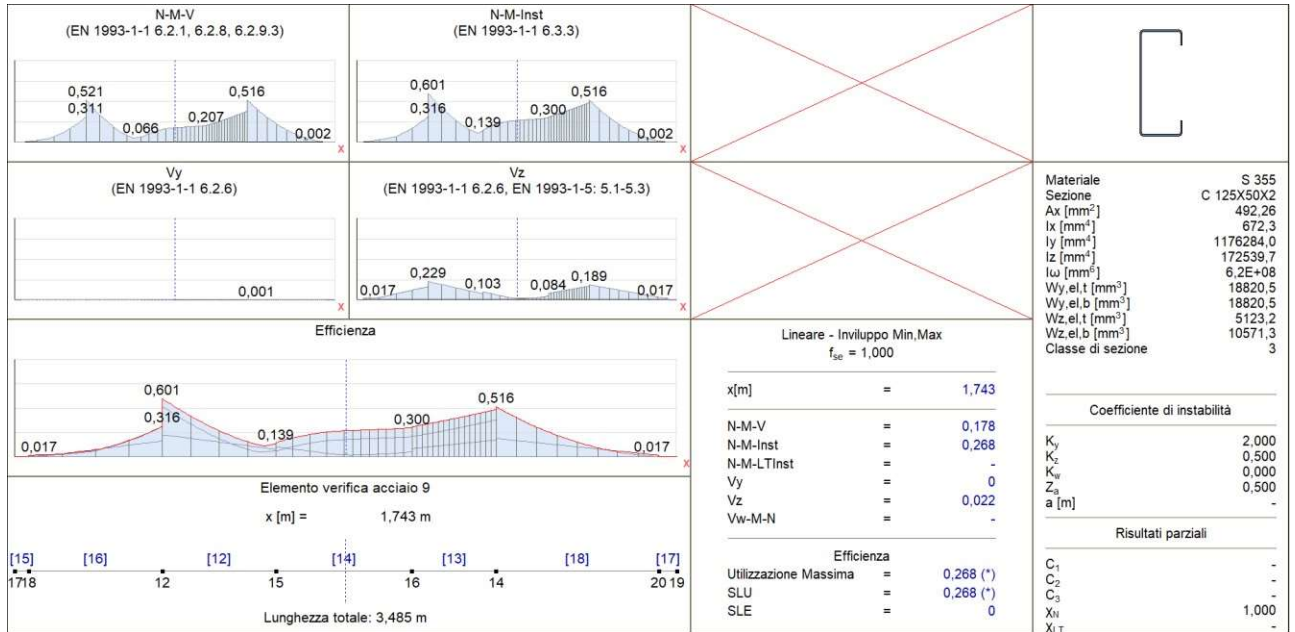 N-M-V
(EN 1993-1-1 6.2.1, 6.2.8, 6.2.9.3)
0,521
0,311
0,066
0,207
0,516
0,002
x
N-M-Inst
(EN 1993-1-1 6.3.3)
0,601
0,316
0,139
0,300
0,516
0,002
x
Vy
(EN 1993-1-1 6.2.6)
0,001
x
Vz
(EN 1993-1-1 6.2.6, EN 1993-1-5: 5.1-5.3)
0,017
0,229
0,103
0,084
0,189
0,017
x
Efficienza
0,017
0,601
0,316
0,139
0,300
0,516
0,017
x
Elemento verifica acciaio 9
x [m] = 1,743 m
[15] [16] [12] [14] [13] [18] [17]
1718 12 15 16 14 20 19
Lunghezza totale: 3,485 m
Lineare - Inviluppo Min,Max
fse = 1,000
x[m] = 1,743
N-M-V = 0,178
N-M-Inst = 0,268
N-M-LTInst = -
Vy = 0
Vz = 0,022
Vw-M-N = -
Efficienza
Utilizzazione Massima = 0,268 (*)
SLU = 0,268 (*)
SLE = 0
Materiale S 355
Sezione C 125X50X2
Ax [mm²] 492,26
Ix [mm⁴] 672,3
Iy [mm⁴] 1176284,0
Iz [mm⁴] 172539,7
Iω [mm⁶] 6,2E+08
Wy,el,t [mm³] 18820,5
Wy,el,b [mm³] 18820,5
Wz,el,t [mm³] 5123,2
Wz,el,b [mm³] 10571,3
Classe di sezione 3
Coefficiente di instabilità
Ky 2,000
Kz 0,500
Kw 0,000
Za 0,500
a [m] -
Risultati parziali
C1 -
C2 -
C3 -
χN 1,000
χLT -